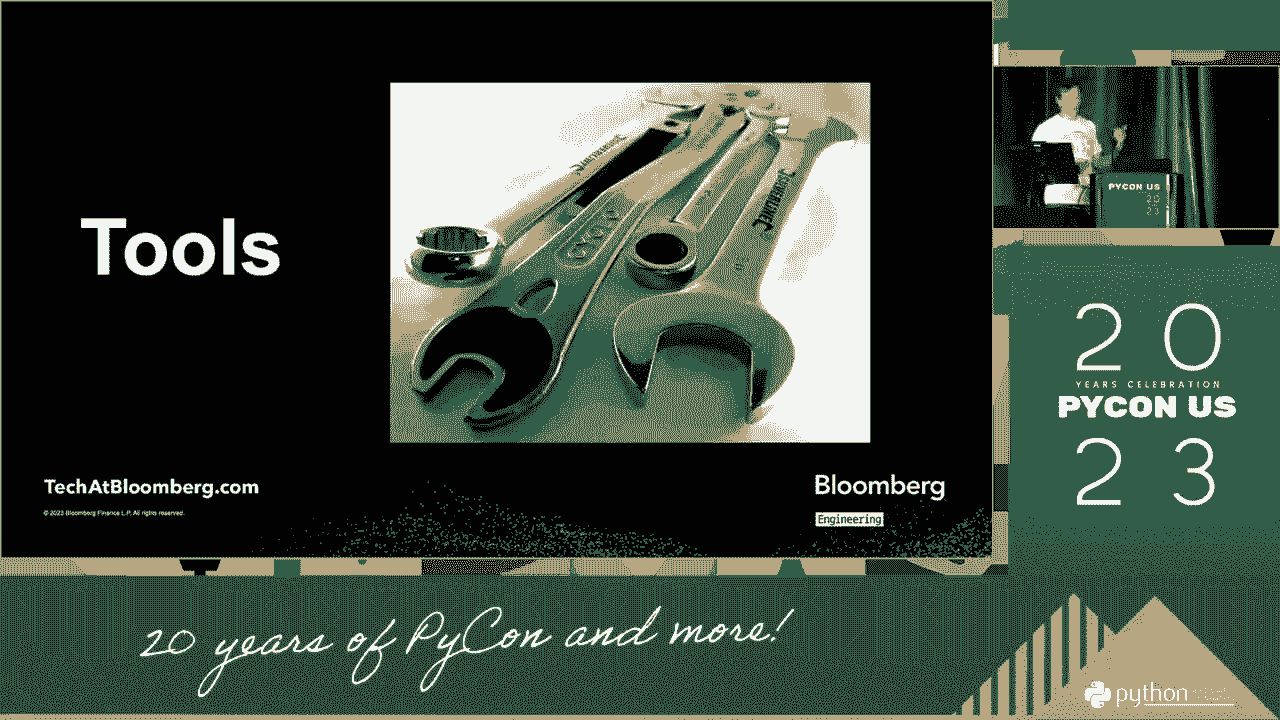 Tools
TechAtBloomberg.com
© 2023 Bloomberg Finance L.P. All rights reserved.
Bloomberg
Engineering
PYCON US
20
23
20
YEARS CELEBRATION
PYCON US
23
20 years of PyCon and more!
python